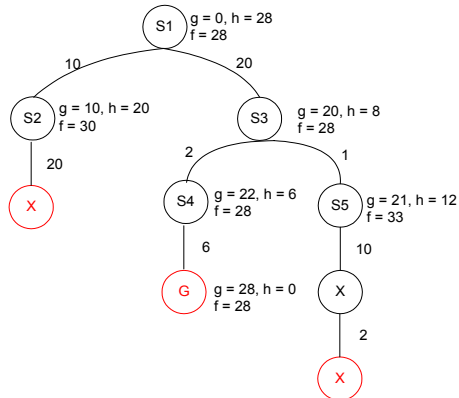 S1
g = 0, h = 28
f = 28
10
20
S2
g = 10, h = 20
f = 30
S3
g = 20, h = 8
f = 28
20
2
1
X
S4
g = 22, h = 6
f = 28
S5
g = 21, h = 12
f = 33
6
10
G
g = 28, h = 0
f = 28
X
2
X